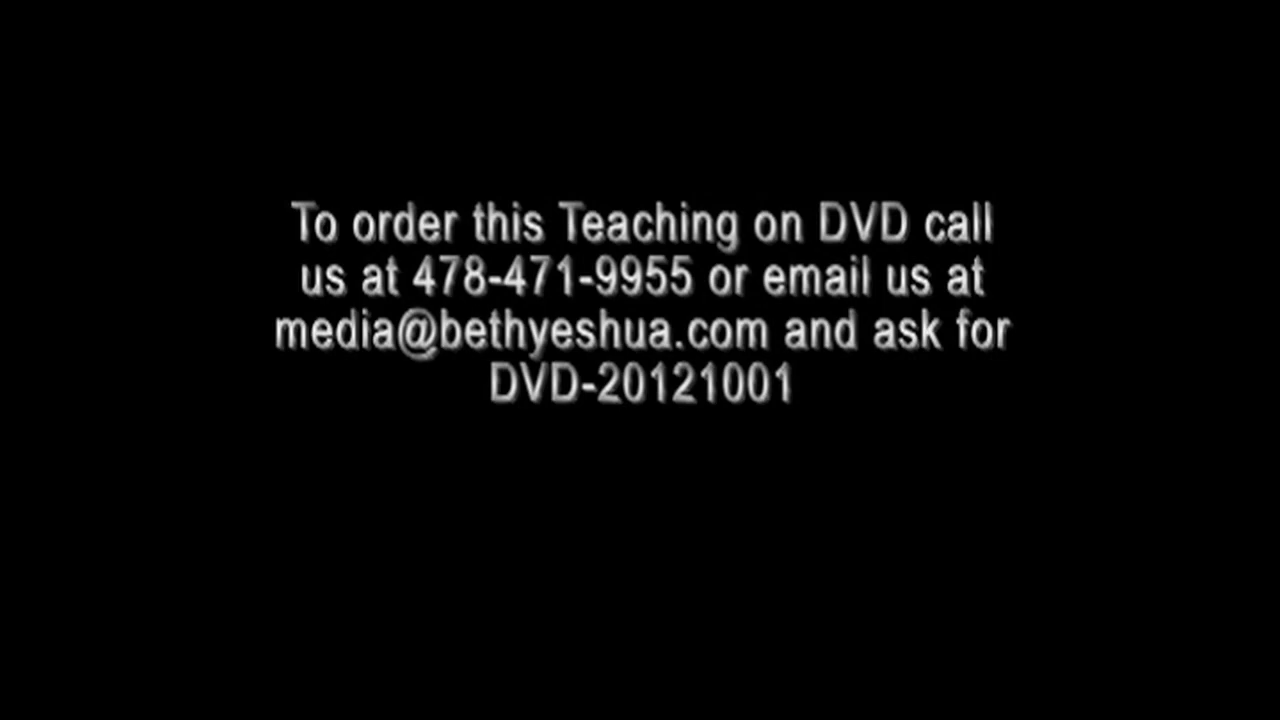 To order this Teaching on DVD call
us at 478-471-9955 or email us at
media@bethyeshua.com and ask for
DVD-20121001